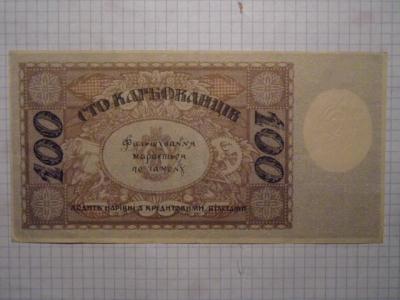 СТО КАРБОВАНЦІВ
100
100
Фальшування
карається
по закону
ХОДИТЬ НАРІВНІ З КРЕДИТОВИМИ БІЛЕТАМИ